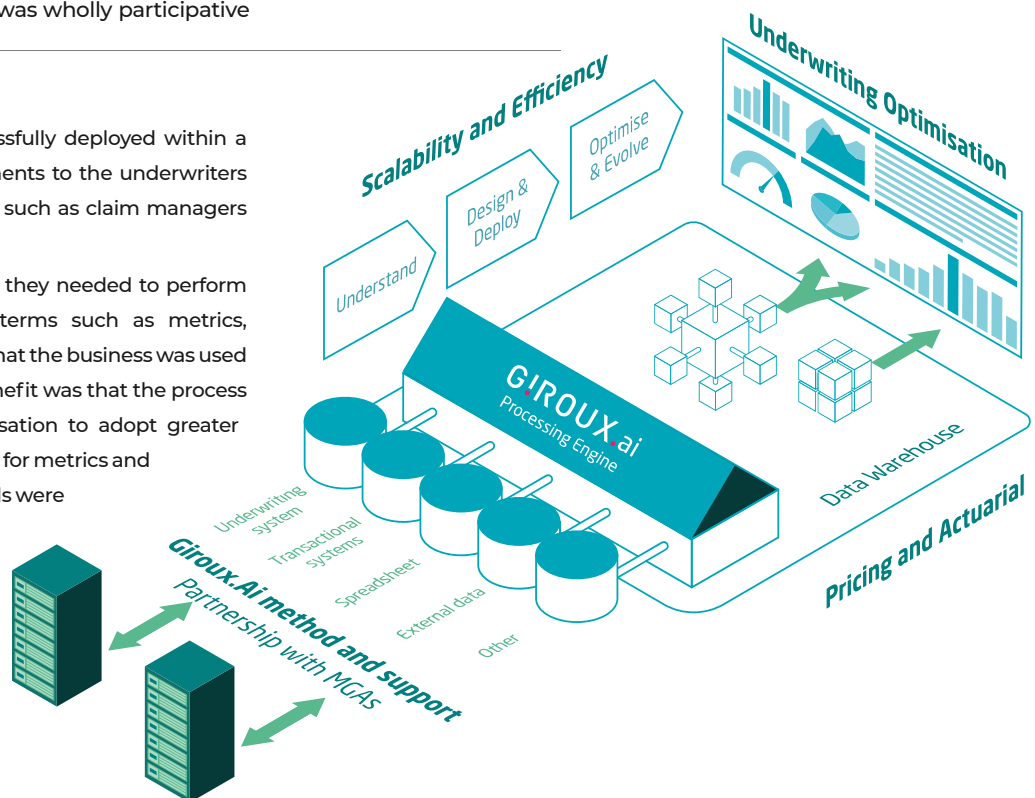 was wholly participative
ssfully deployed within a
nents to the underwriters
such as claim managers
they needed to perform
terms such as metrics,
hat the business was used
nefit was that the process
isation to adopt greater
for metrics and
ls were
Scalability and Efficiency
Understand
Design &
Deploy
Optimise
& Evolve
Underwriting Optimisation
GIROUX.ai
Processing Engine
Data Warehouse
Pricing and Actuarial
Underwriting
system
Transactional
systems
Spreadsheet
External data
Other
Giroux.Ai method and support
Partnership with MGAs